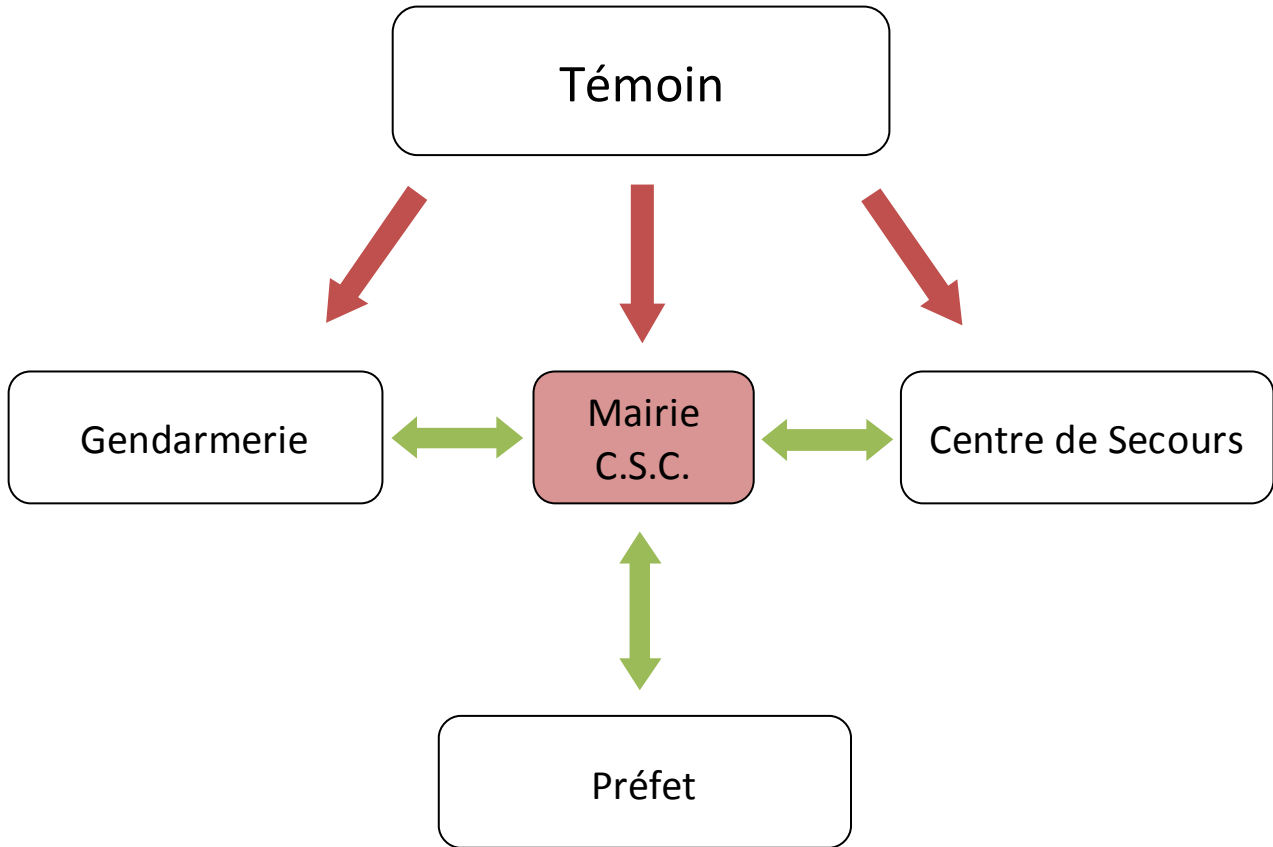 Témoin
Gendarmerie
Mairie
C.S.C.
Centre de Secours
Préfet